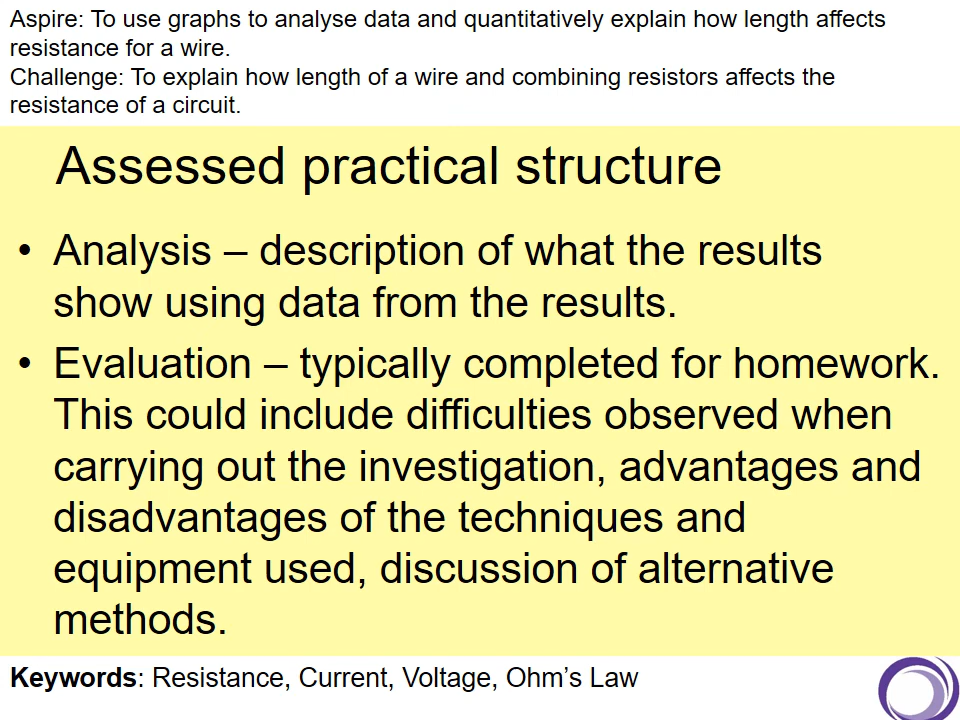 Aspire: To use graphs to analyse data and quantitatively explain how length affects
resistance for a wire.
Challenge: To explain how length of a wire and combining resistors affects the
resistance of a circuit.
Assessed practical structure
• Analysis – description of what the results
show using data from the results.
• Evaluation – typically completed for homework.
This could include difficulties observed when
carrying out the investigation, advantages and
disadvantages of the techniques and
equipment used, discussion of alternative
methods.
Keywords: Resistance, Current, Voltage, Ohm’s Law